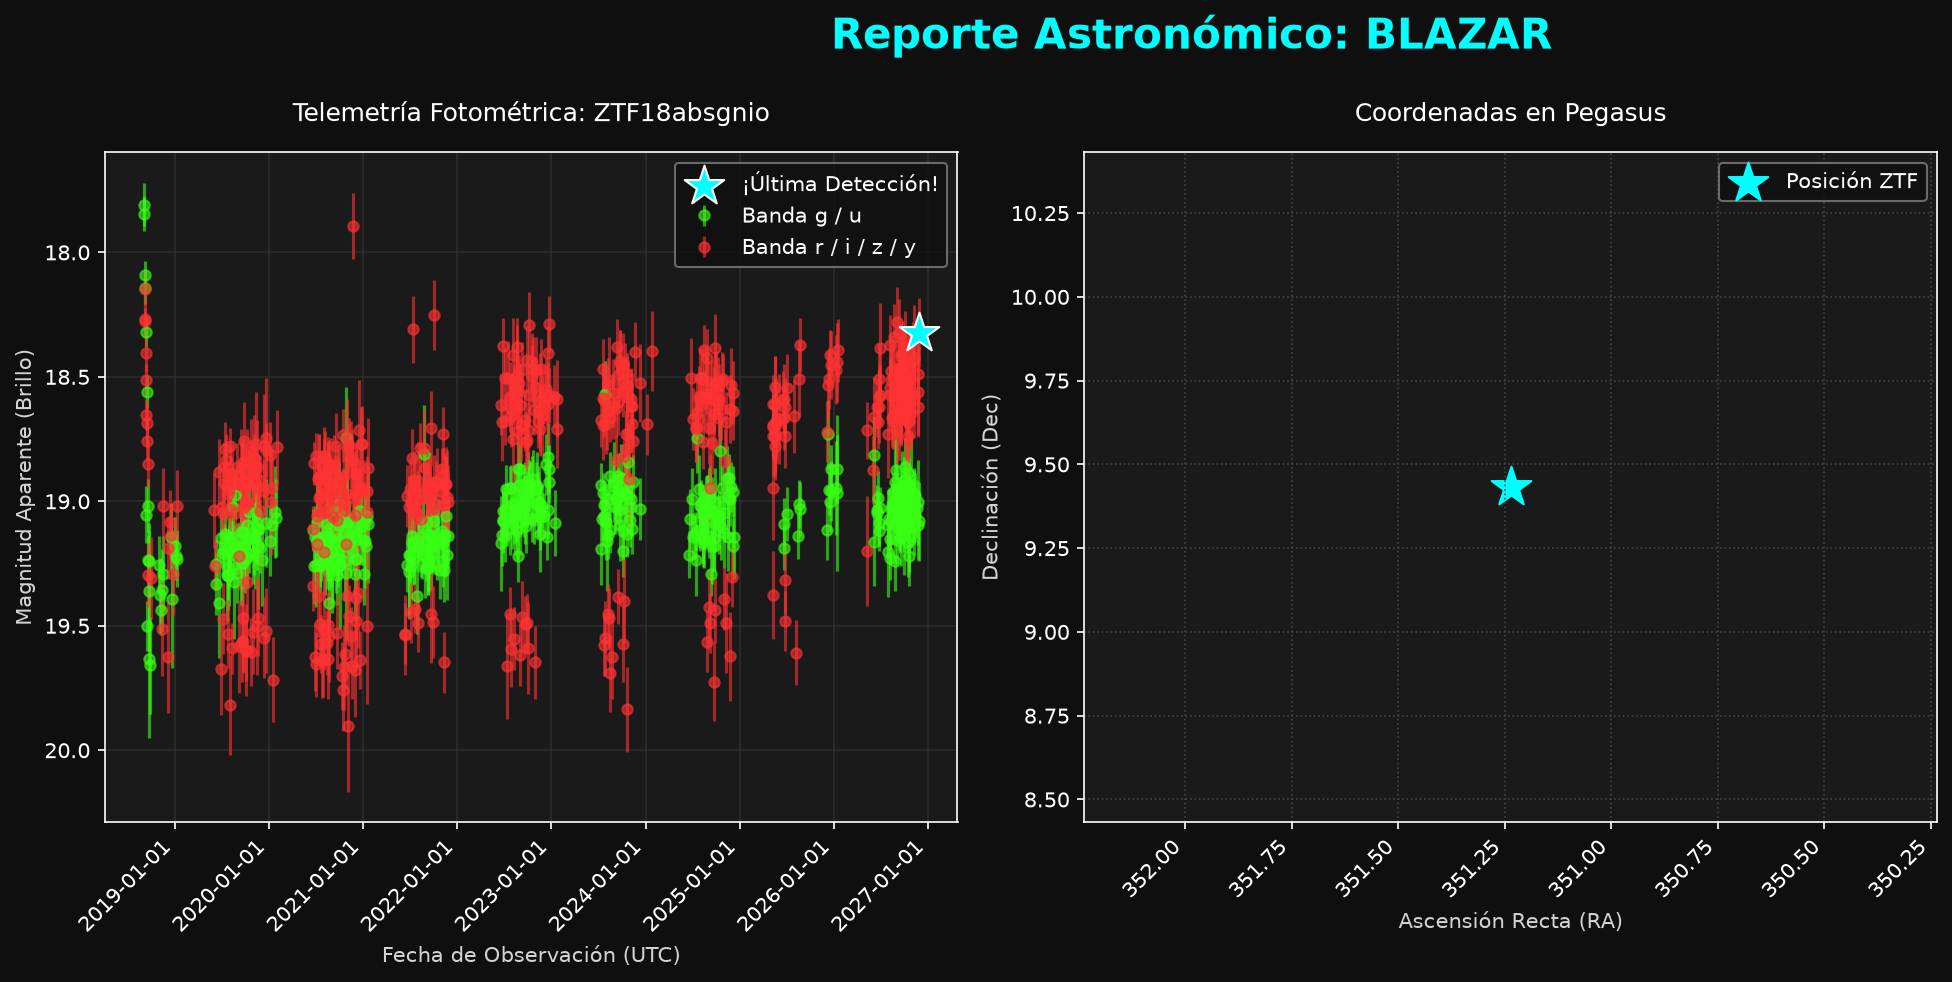 Reporte Astronómico: BLAZAR
Telemetría Fotométrica: ZTF18absgnio
¡Última Detección!
Banda g / u
Banda r / i / z / y
Magnitud Aparente (Brillo)
18.0
18.5
19.0
19.5
20.0
2019-01-01
2020-01-01
2021-01-01
2022-01-01
2023-01-01
2024-01-01
2025-01-01
2026-01-01
2027-01-01
Fecha de Observación (UTC)
Coordenadas en Pegasus
Posición ZTF
Declinación (Dec)
10.25
10.00
9.75
9.50
9.25
9.00
8.75
8.50
352.00
351.75
351.50
351.25
351.00
350.75
350.50
350.25
Ascensión Recta (RA)